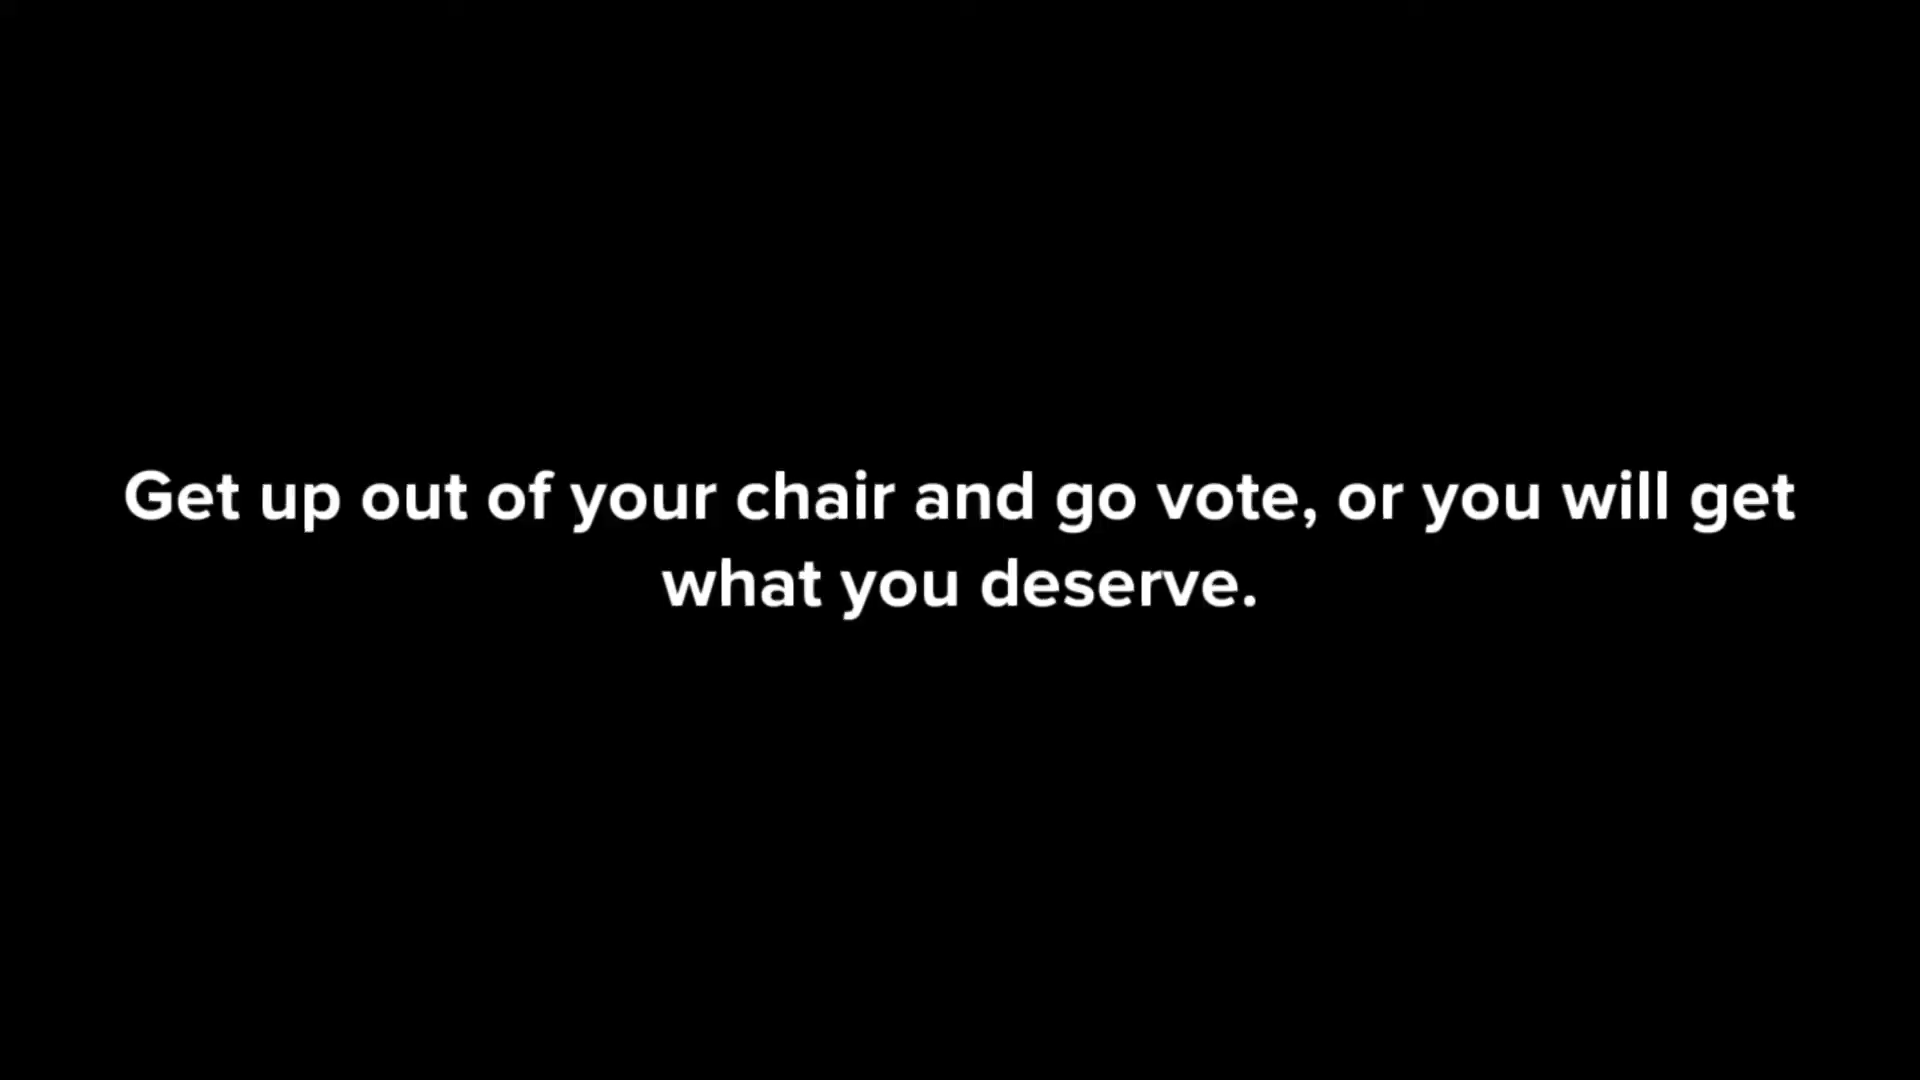 Get up out of your chair and go vote, or you will get
what you deserve.